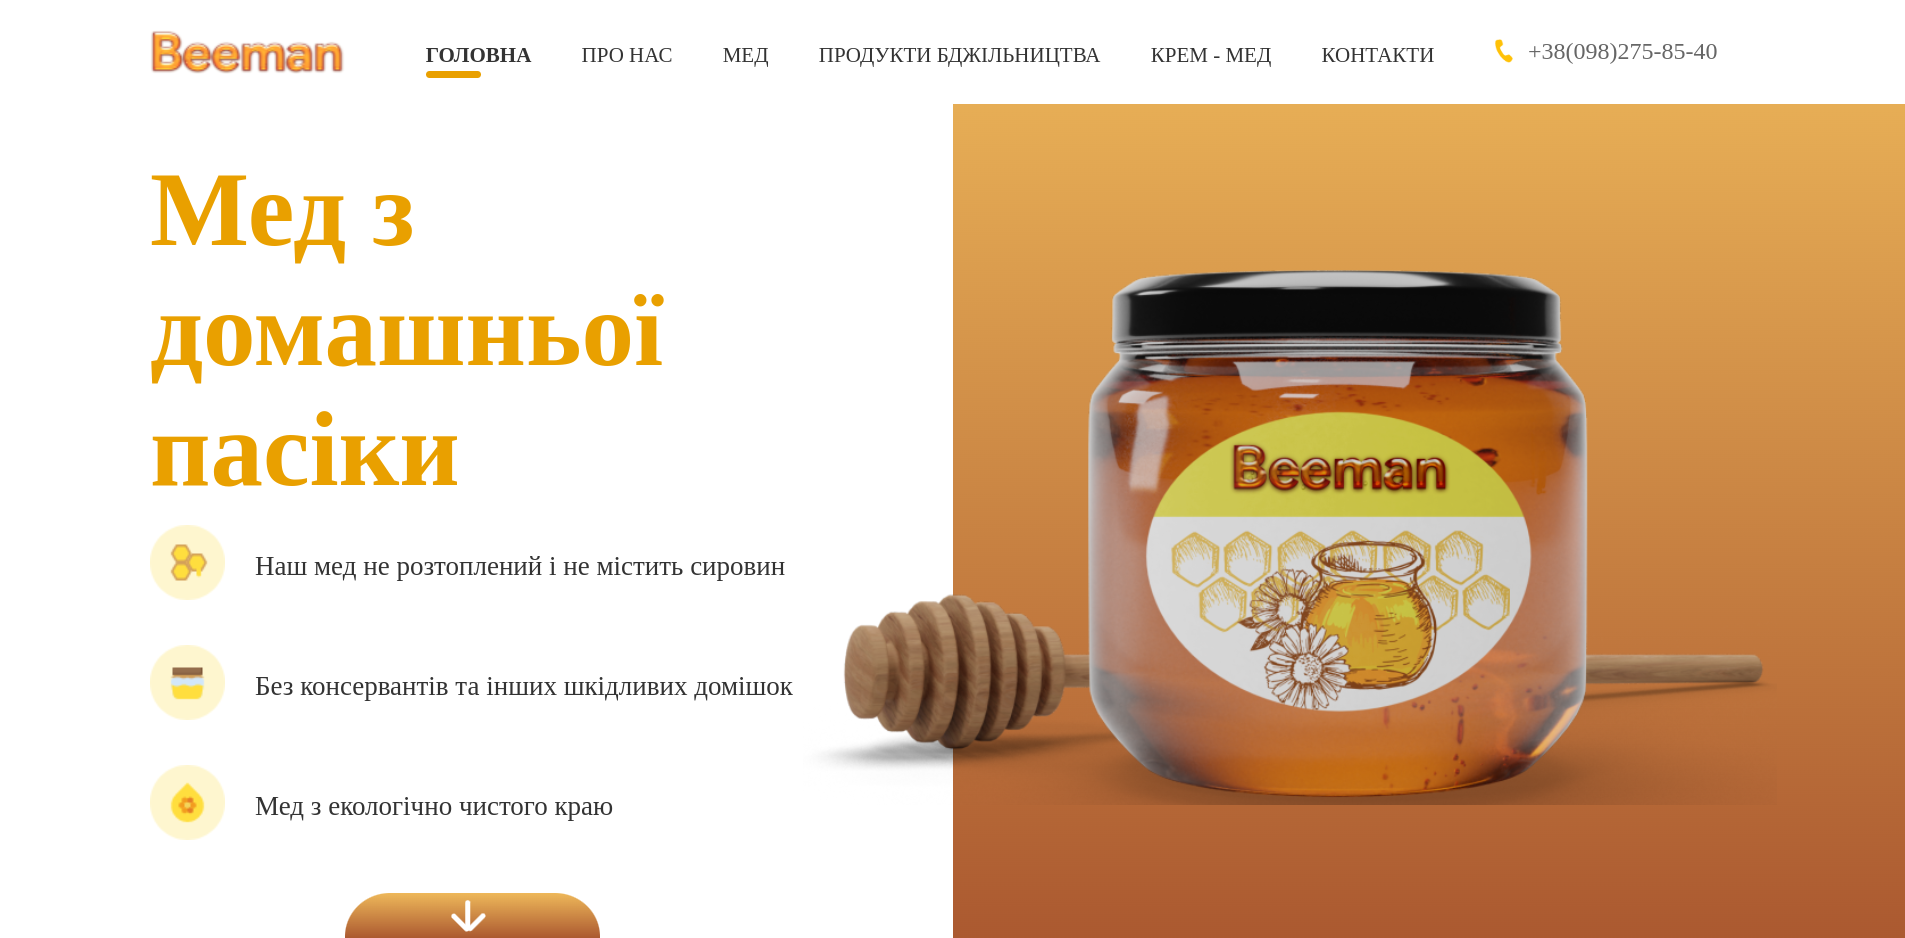 Beeman
ГОЛОВНА
ПРО НАС
МЕД
ПРОДУКТИ БДЖІЛЬНИЦТВА
КРЕМ - МЕД
КОНТАКТИ
+38(098)275-85-40
Мед з
домашньої
пасіки
Наш мед не розтоплений і не містить сировин
Без консервантів та інших шкідливих домішок
Мед з екологічно чистого краю
Beeman